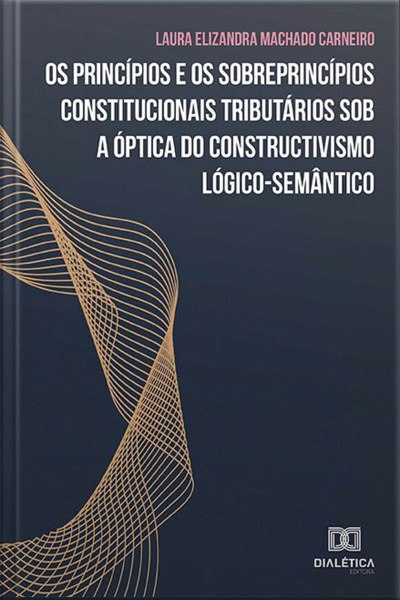 LAURA ELIZANDRA MACHADO CARNEIRO
OS PRINCÍPIOS E OS SOBREPRINCÍPIOS
CONSTITUCIONAIS TRIBUTÁRIOS SOB
A ÓPTICA DO CONSTRUCTIVISMO
LÓGICO-SEMÂNTICO
DIALÉTICA
EDITORA